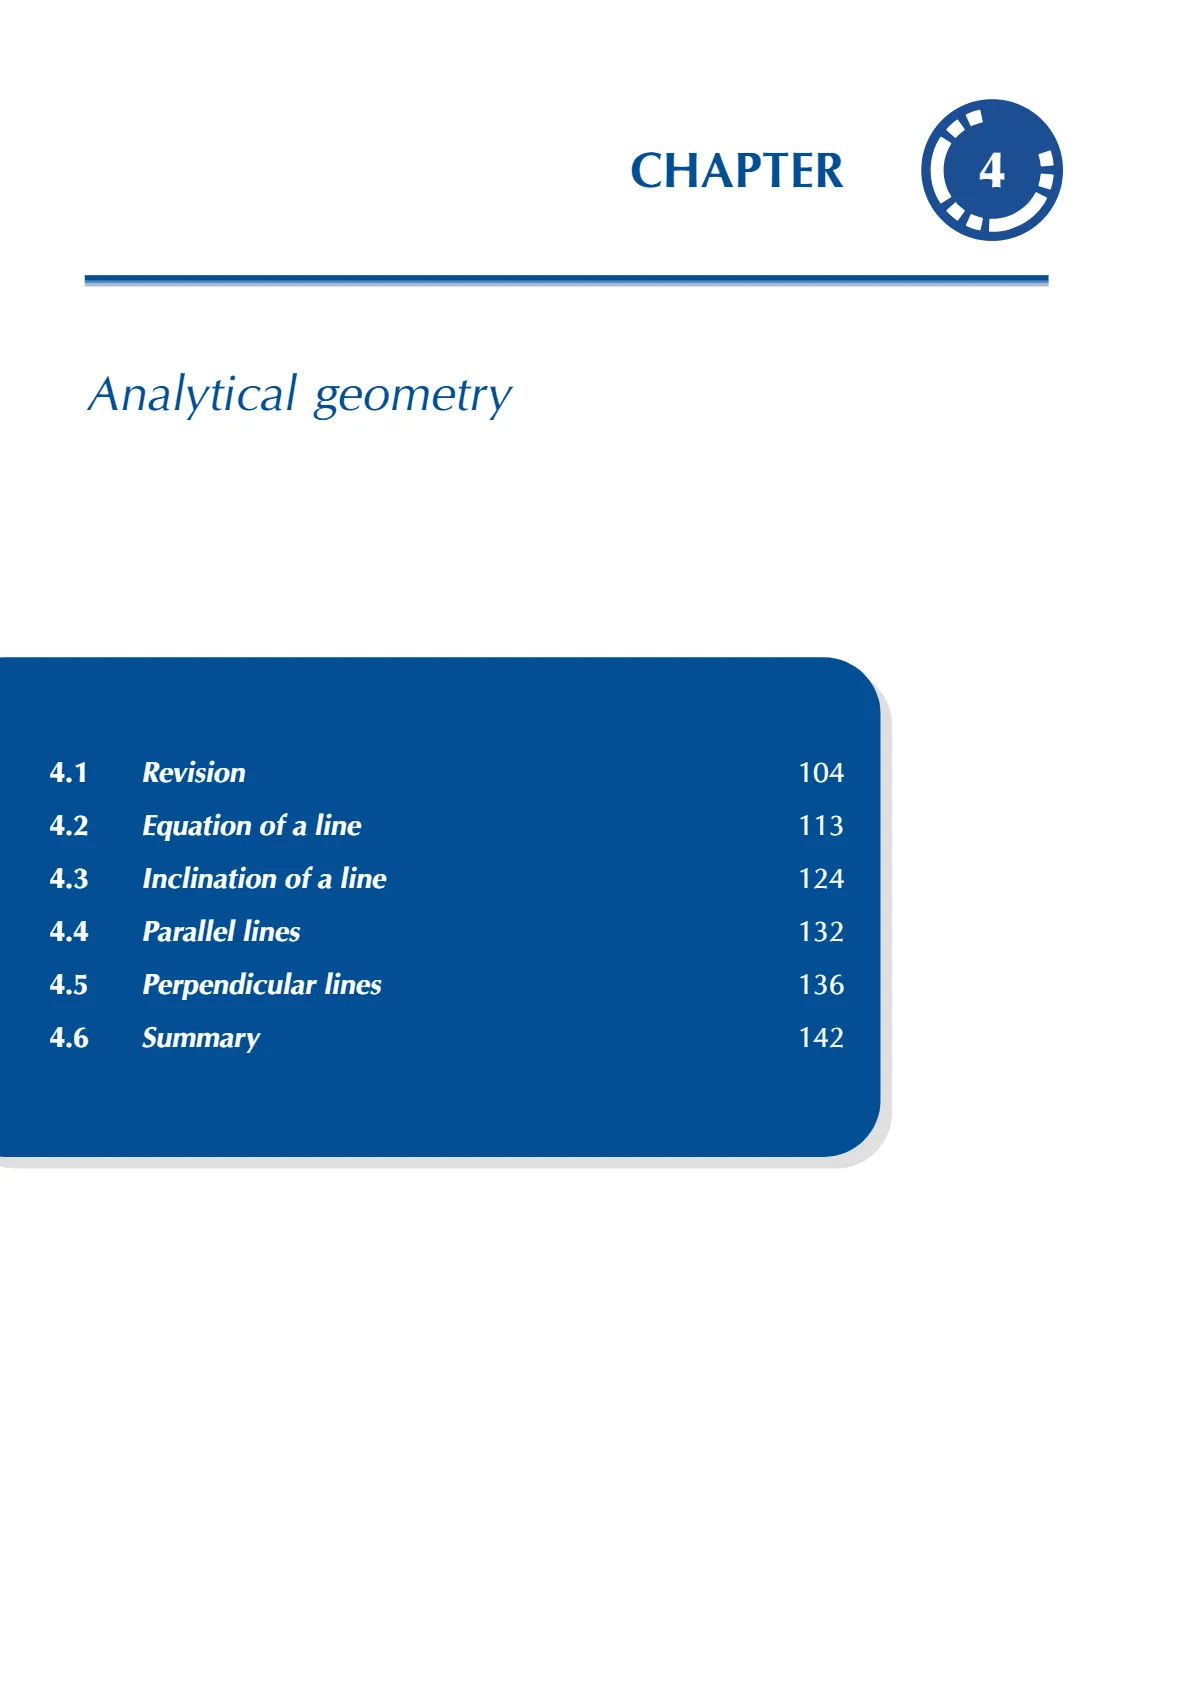 CHAPTER 4
Analytical geometry
4.1 Revision 104
4.2 Equation of a line 113
4.3 Inclination of a line 124
4.4 Parallel lines 132
4.5 Perpendicular lines 136
4.6 Summary 142